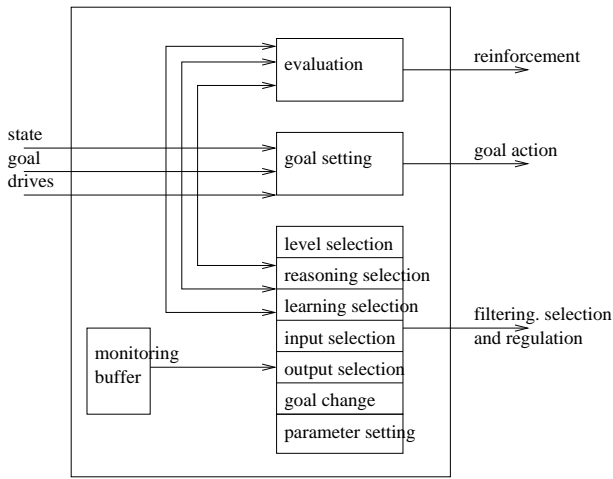 evaluation
reinforcement
state
goal
drives
goal setting
goal action
level selection
reasoning selection
learning selection
input selection
output selection
goal change
parameter setting
filtering. selection
and regulation
monitoring
buffer